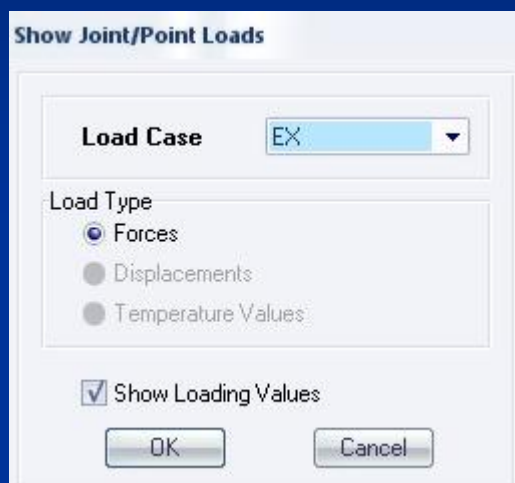 Show Joint/Point Loads
Load Case EX
Load Type
Forces
Displacements
Temperature Values
Show Loading Values
OK Cancel